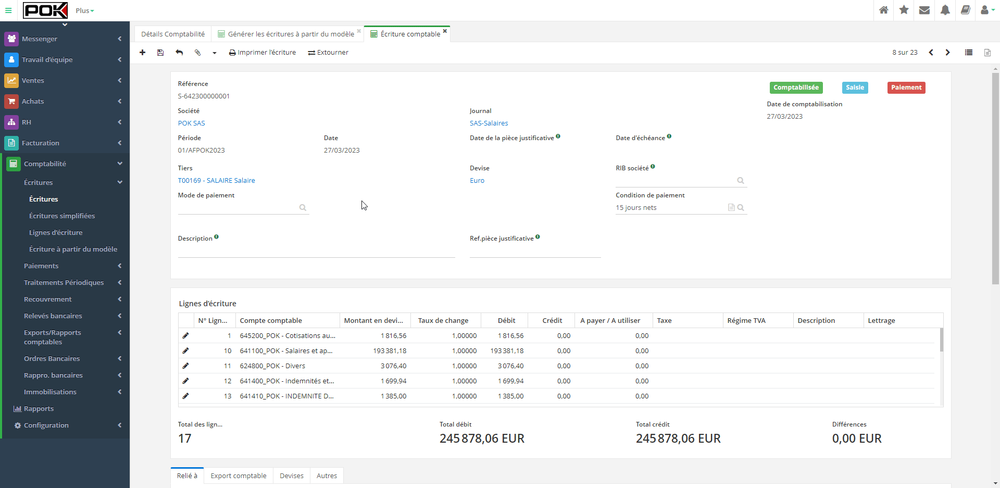 POK Plus
Messenger
Travail d'équipe
Ventes
Achats
RH
Facturation
Comptabilité
Écritures
Écritures
Écritures simplifiées
Lignes d'écriture
Écriture à partir du modèle
Paiements
Traitements Périodiques
Recouvrement
Relevés bancaires
Exports/Rapports
comptables
Ordres Bancaires
Rappro. bancaires
Immobilisations
Rapports
Configuration
Détails Comptabilité Générer les écritures à partir du modèle Écriture comptable
Imprimer l'écriture Extourner 8 sur 23
Référence
S-642300000001
Comptabilisée Saisie Paiement
Date de comptabilisation
27/03/2023
Société Journal
POK SAS SAS-Salaires
Période Date Date de la pièce justificative Date d'échéance
01/AFPOK2023 27/03/2023
Tiers Devise RIB société
T00169 - SALAIRE Salaire Euro
Mode de paiement Condition de paiement
15 jours nets
Description Ref.pièce justificative
Lignes d'écriture
N° Lign... Compte comptable Montant en devi... Taux de change Débit Crédit A payer / A utiliser Taxe Régime TVA Description Lettrage
1 645200_POK - Cotisations au... 1 816,56 1,00000 1 816,56 0,00 0,00
10 641100_POK - Salaires et ap... 193 381,18 1,00000 193 381,18 0,00 0,00
11 624800_POK - Divers 3 076,40 1,00000 3 076,40 0,00 0,00
12 641400_POK - Indemnités et... 1 699,94 1,00000 1 699,94 0,00 0,00
13 641410_POK - INDEMNITE D... 1 385,00 1,00000 1 385,00 0,00 0,00
Total des lign... Total débit Total crédit Différences
17 245 878,06 EUR 245 878,06 EUR 0,00 EUR
Relié à Export comptable Devises Autres